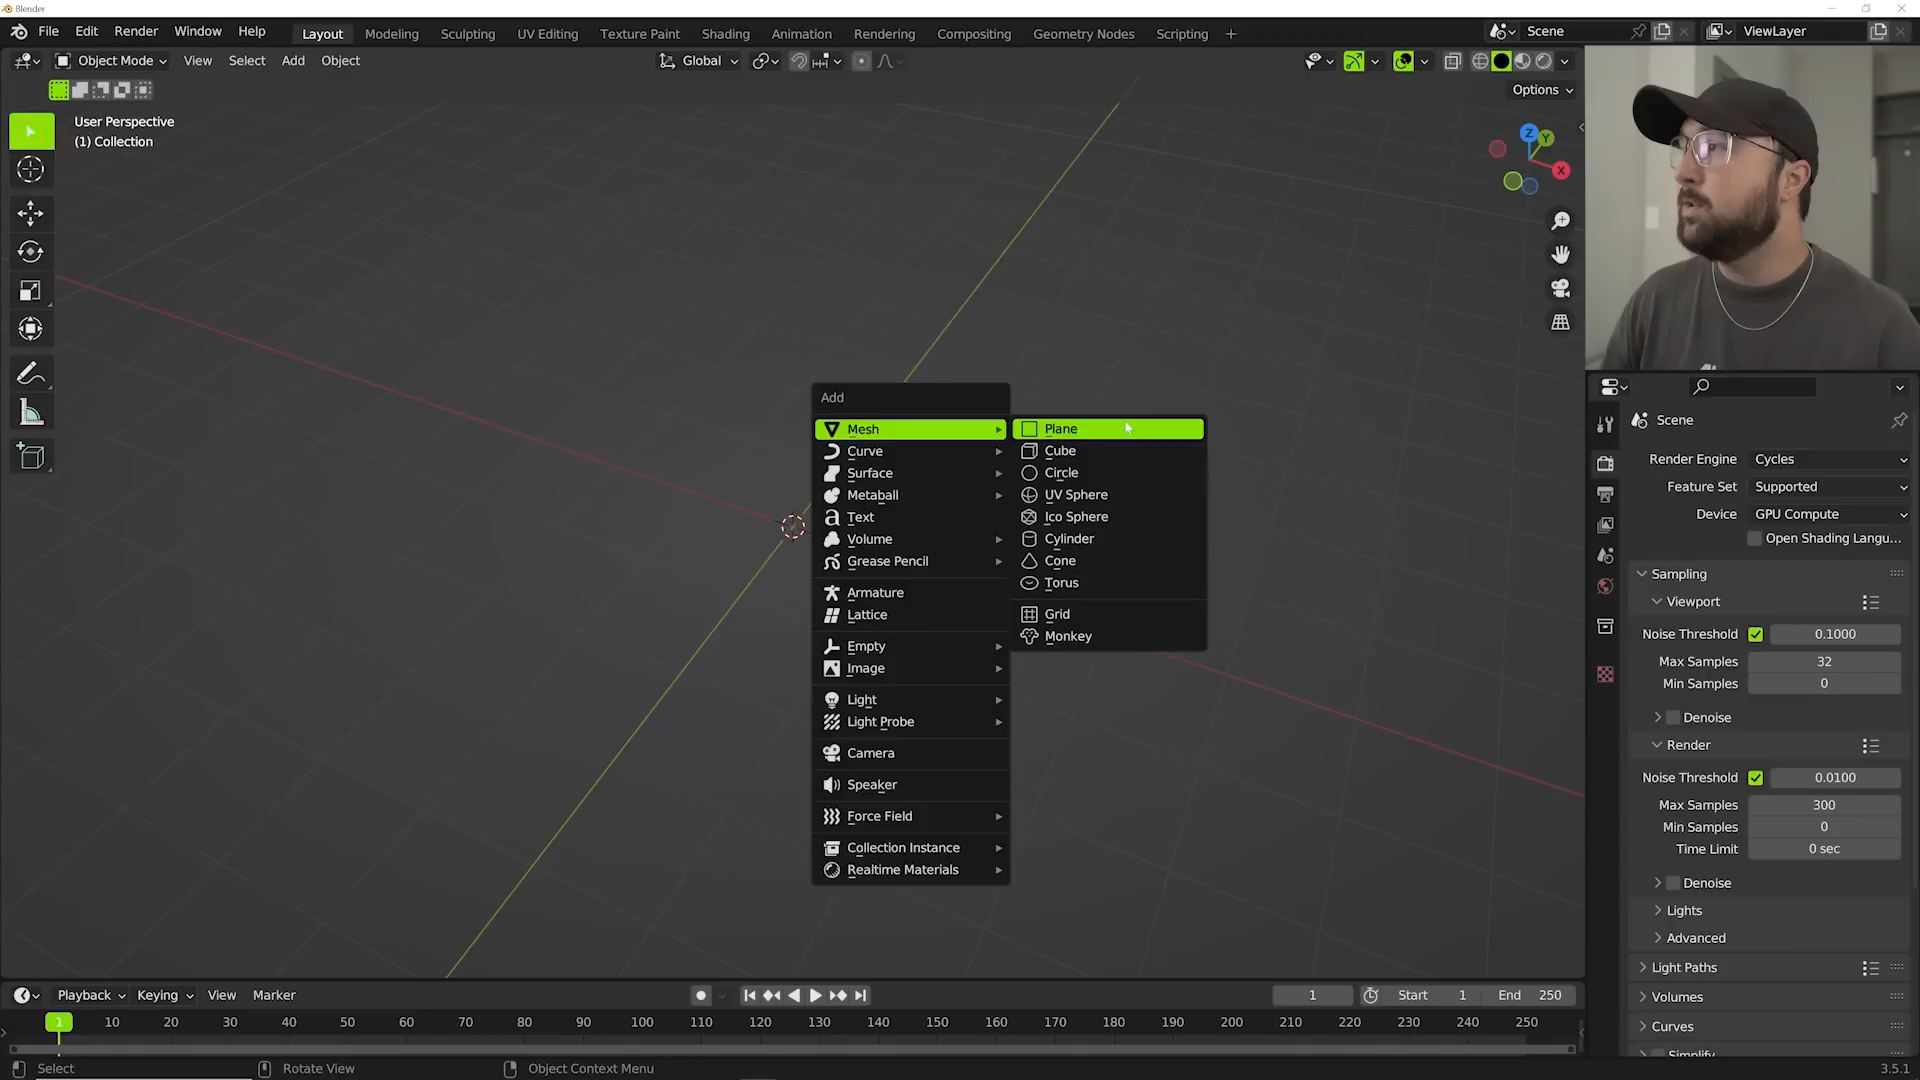 Blender
File Edit Render Window Help Layout Modeling Sculpting UV Editing Texture Paint Shading Animation Rendering Compositing Geometry Nodes Scripting + Scene ViewLayer
Object Mode View Select Add Object Global
Options
User Perspective
(1) Collection
Z
Y
X
Add
Mesh
Curve
Surface
Metaball
Text
Volume
Grease Pencil
Armature
Lattice
Empty
Image
Light
Light Probe
Camera
Speaker
Force Field
Collection Instance
Realtime Materials
Plane
Cube
Circle
UV Sphere
Ico Sphere
Cylinder
Cone
Torus
Grid
Monkey
Scene
Render Engine Cycles
Feature Set Supported
Device GPU Compute
Open Shading Langu...
Sampling
Viewport
Noise Threshold 0.1000
Max Samples 32
Min Samples 0
Denoise
Render
Noise Threshold 0.0100
Max Samples 300
Min Samples 0
Time Limit 0 sec
Denoise
Lights
Advanced
Light Paths
Volumes
Curves
Simplify
Playback Keying View Marker 1 Start 1 End 250
1 10 20 30 40 50 60 70 80 90 100 110 120 130 140 150 160 170 180 190 200 210 220 230 240 250
Select Rotate View Object Context Menu 3.5.1